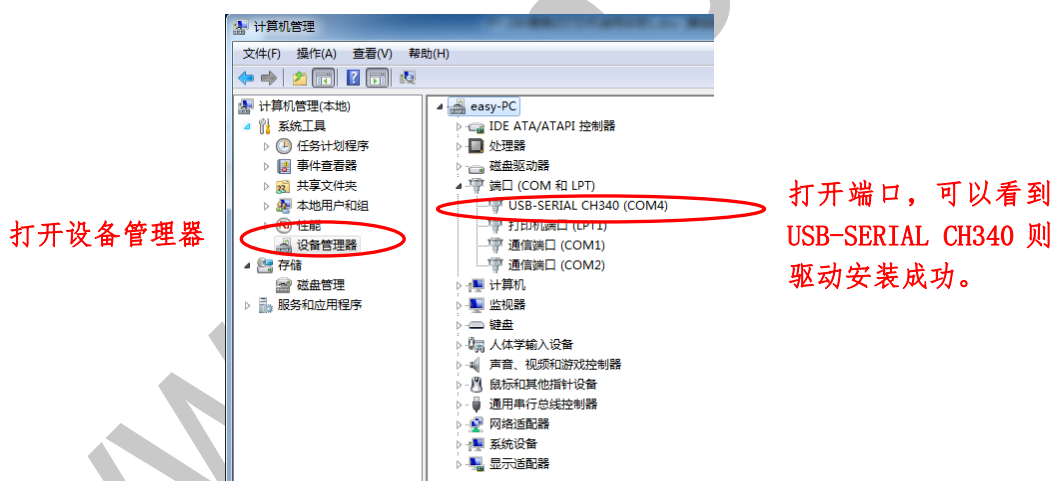 计算机管理
文件(F) 操作(A) 查看(V) 帮助(H)
计算机管理(本地)
系统工具
任务计划程序
事件查看器
共享文件夹
本地用户和组
性能
设备管理器
存储
磁盘管理
服务和应用程序
easy-PC
IDE ATA/ATAPI 控制器
处理器
磁盘驱动器
端口 (COM 和 LPT)
USB-SERIAL CH340 (COM4)
打印机端口 (LPT1)
通信端口 (COM1)
通信端口 (COM2)
计算机
监视器
键盘
人体学输入设备
声音、视频和游戏控制器
鼠标和其他指针设备
通用串行总线控制器
网络适配器
系统设备
显示适配器
打开设备管理器
打开端口，可以看到
USB-SERIAL CH340 则
驱动安装成功。